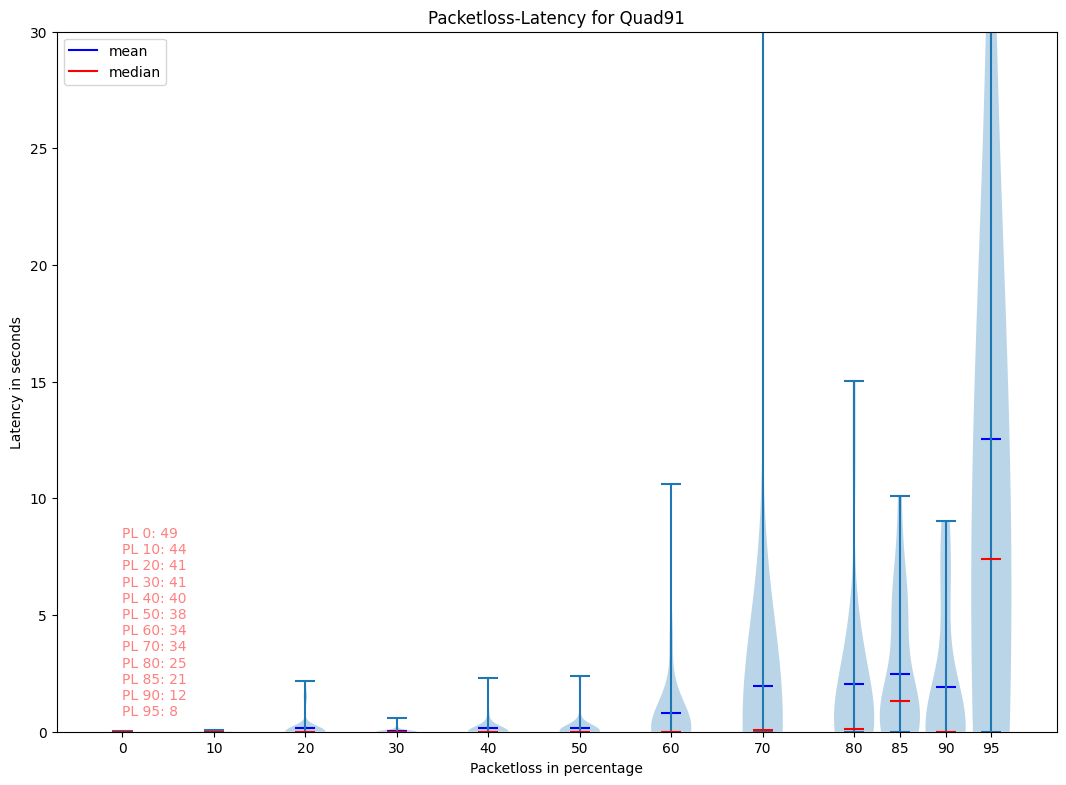 Packetloss-Latency for Quad91
30
mean
median
25
20
15
10
5
0
Latency in seconds
PL 0: 49
PL 10: 44
PL 20: 41
PL 30: 41
PL 40: 40
PL 50: 38
PL 60: 34
PL 70: 34
PL 80: 25
PL 85: 21
PL 90: 12
PL 95: 8
0 10 20 30 40 50 60 70 80 85 90 95
Packetloss in percentage